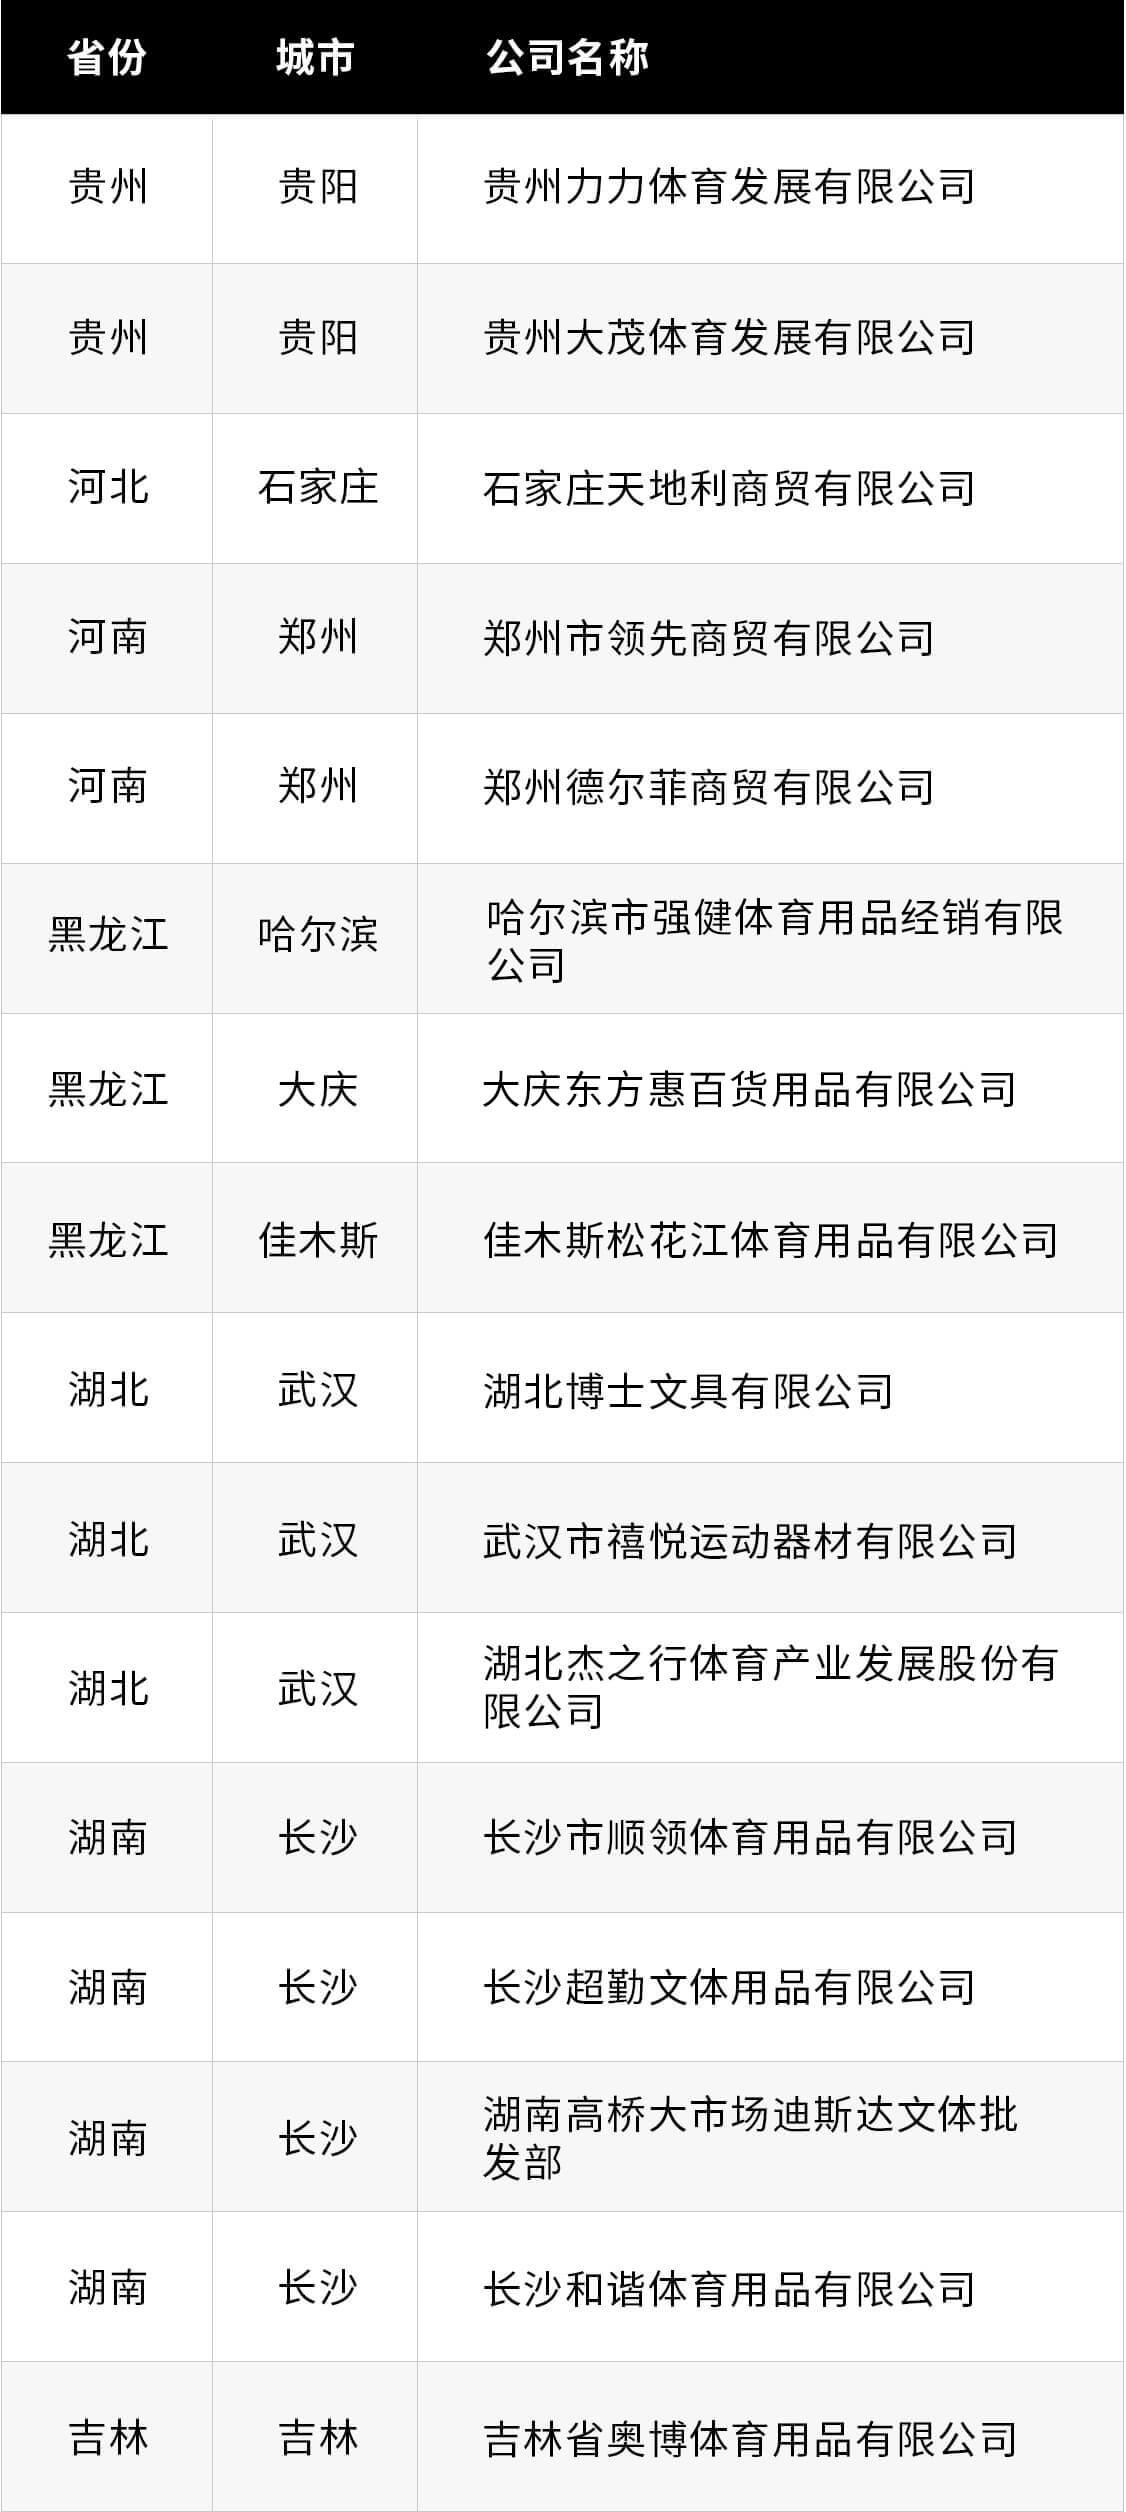 省份 城市 公司名称
贵州 贵阳 贵州力力体育发展有限公司
贵州 贵阳 贵州大茂体育发展有限公司
河北 石家庄 石家庄天地利商贸有限公司
河南 郑州 郑州市领先商贸有限公司
河南 郑州 郑州德尔菲商贸有限公司
黑龙江 哈尔滨 哈尔滨市强健体育用品经销有限
公司
黑龙江 大庆 大庆东方惠百货用品有限公司
黑龙江 佳木斯 佳木斯松花江体育用品有限公司
湖北 武汉 湖北博士文具有限公司
湖北 武汉 武汉市禧悦运动器材有限公司
湖北 武汉 湖北杰之行体育产业发展股份有
限公司
湖南 长沙 长沙市顺领体育用品有限公司
湖南 长沙 长沙超勤文体用品有限公司
湖南 长沙 湖南高桥大市场迪斯达文体批
发部
湖南 长沙 长沙和谐体育用品有限公司
吉林 吉林 吉林省奥博体育用品有限公司